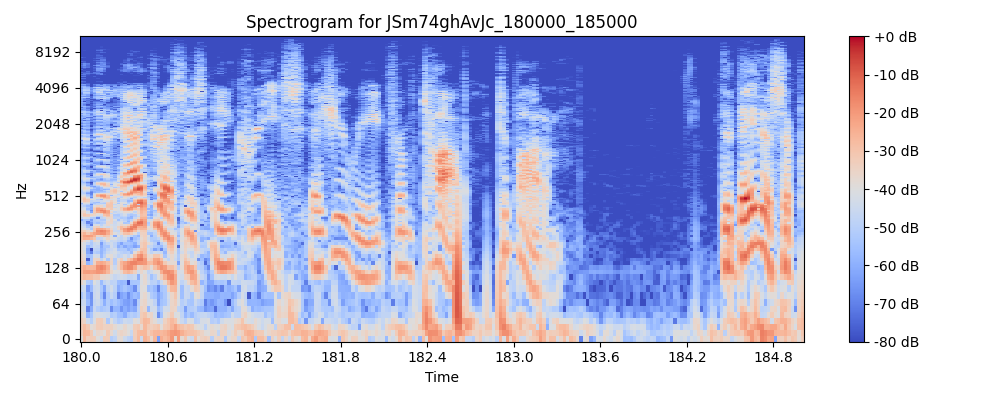 Spectrogram for JSm74ghAvJc_180000_185000
8192
4096
2048
1024
512
256
128
64
0
Hz
180.0 180.6 181.2 181.8 182.4 183.0 183.6 184.2 184.8
Time
+0 dB
-10 dB
-20 dB
-30 dB
-40 dB
-50 dB
-60 dB
-70 dB
-80 dB